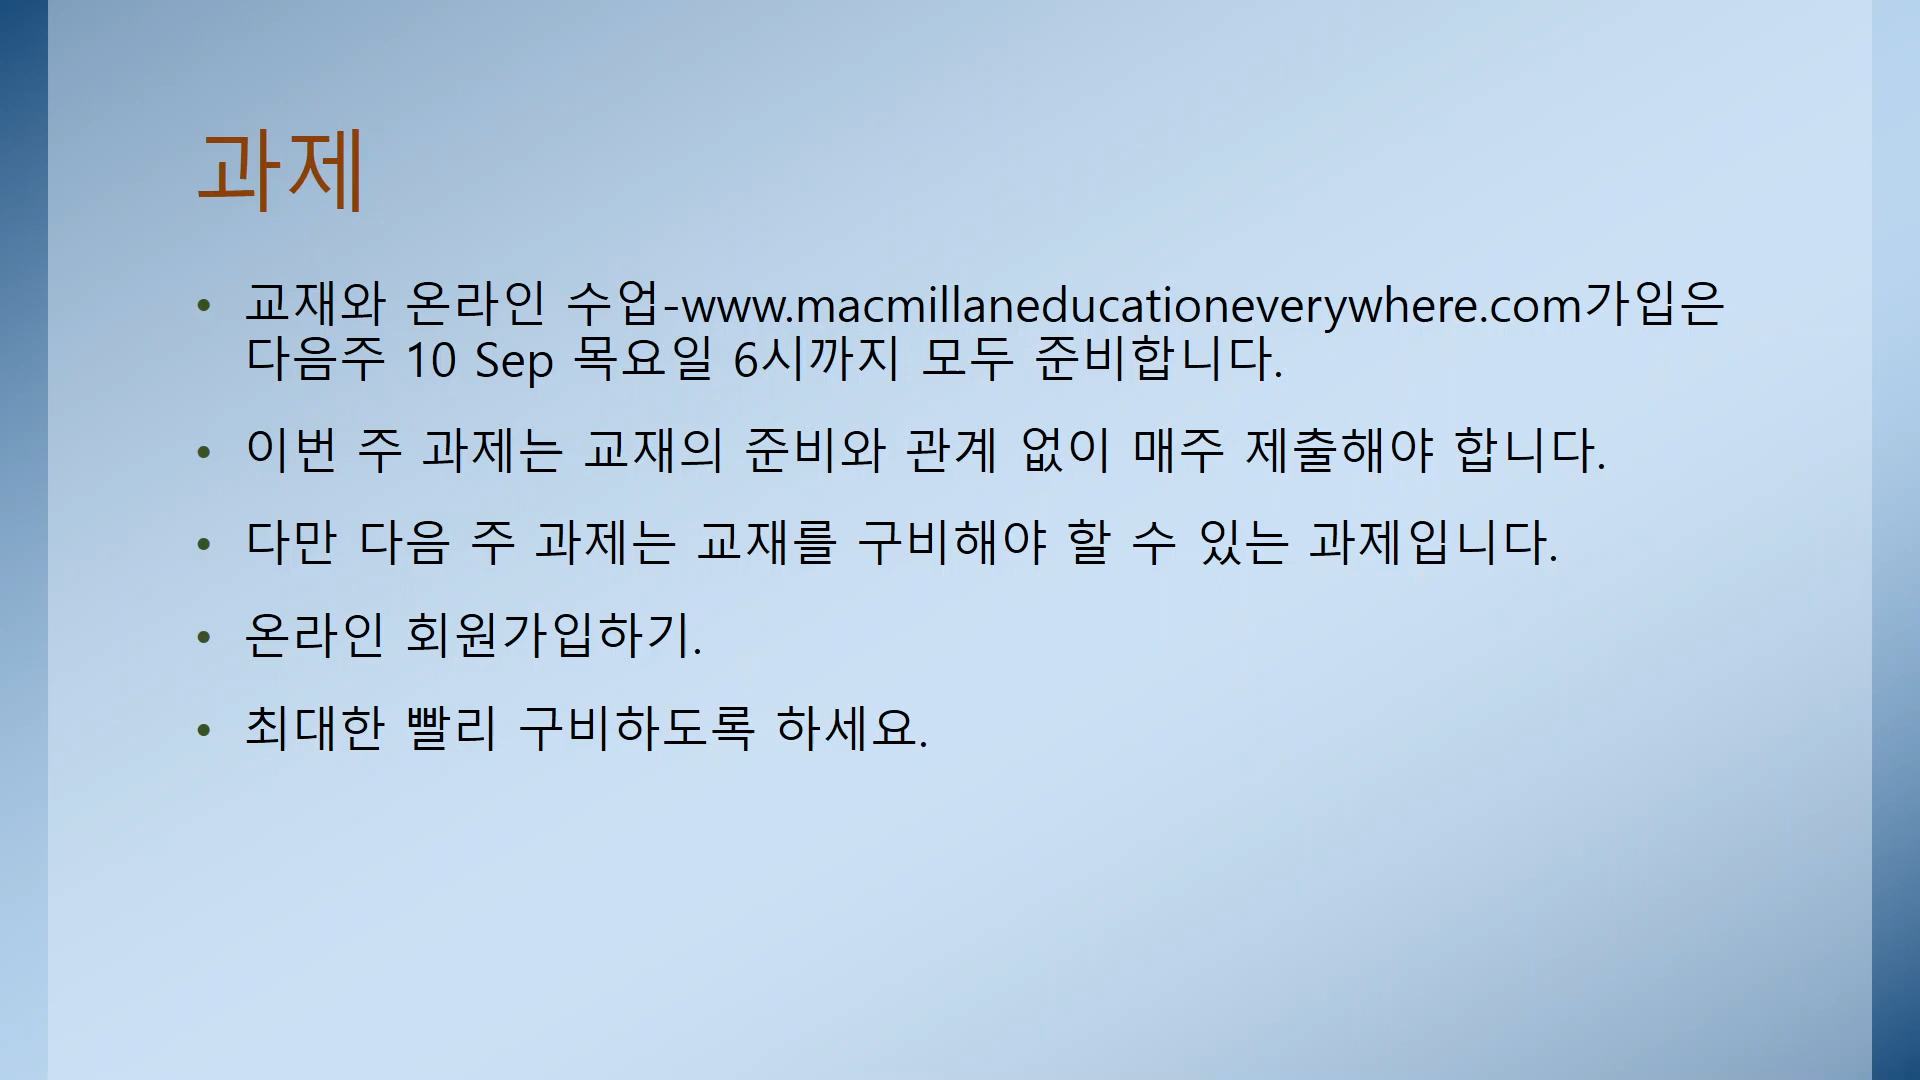 과제
• 교재와 온라인 수업-www.macmillaneducationeverywhere.com가입은
다음주 10 Sep 목요일 6시까지 모두 준비합니다.
• 이번 주 과제는 교재의 준비와 관계 없이 매주 제출해야 합니다.
• 다만 다음 주 과제는 교재를 구비해야 할 수 있는 과제입니다.
• 온라인 회원가입하기.
• 최대한 빨리 구비하도록 하세요.